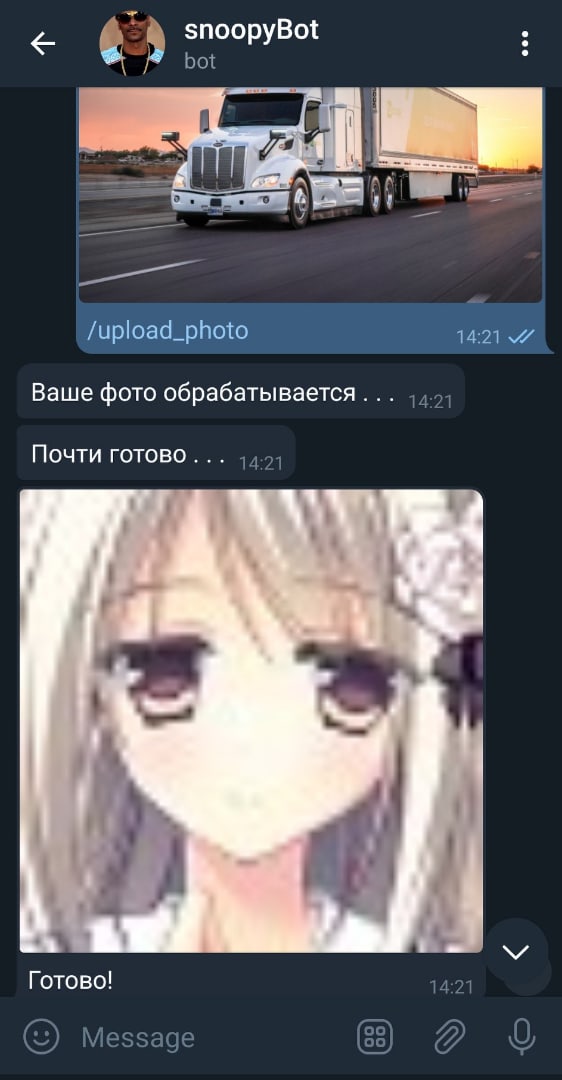 snoopyBot
bot
/upload_photo 14:21
Ваше фото обрабатывается . . . 14:21
Почти готово . . . 14:21
Готово! 14:21
Message